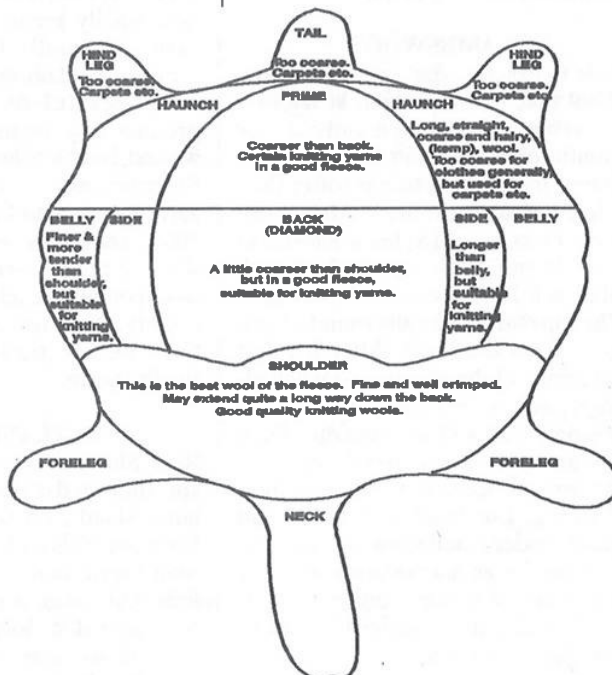 TAIL
Too coarse.
Carpets etc.
HIND
LEG
Too coarse.
Carpets etc.
HIND
LEG
Too coarse.
Carpets etc.
HAUNCH
PRIME
HAUNCH
Coarser than back.
Certain knitting yarns
in a good fleece.
Long, straight,
coarse and hairy,
(kemp), wool.
Too coarse for
clothes generally,
but used for
carpets etc.
BELLY
Finer &
more
tender
than
shoulder,
but
suitable
for
knitting
yarns.
SIDE
BACK
(DIAMOND)
A little coarser than shoulder,
but in a good fleece,
suitable for knitting yarns.
SIDE
Longer
than
belly,
but
suitable
for
knitting
yarns.
BELLY
SHOULDER
This is the best wool of the fleece. Fine and well crimped.
May extend quite a long way down the back.
Good quality knitting wools.
FORELEG
FORELEG
NECK